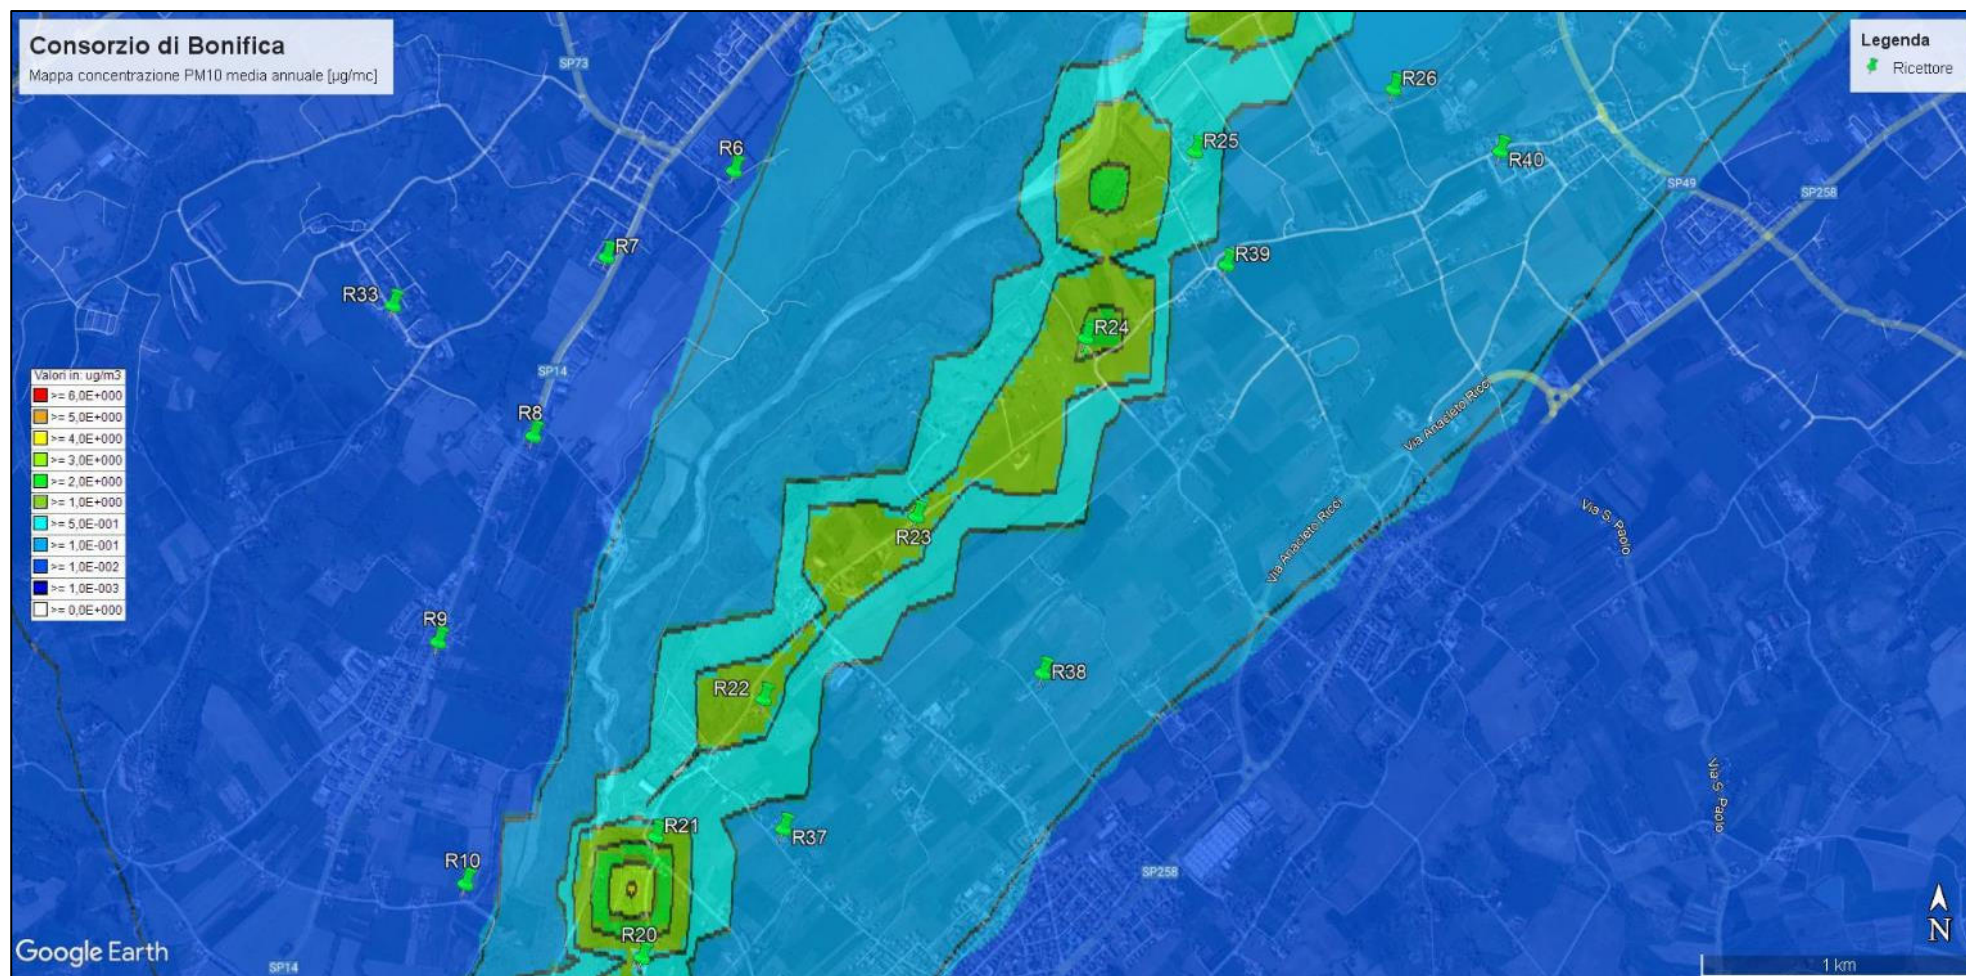 Consorzio di Bonifica
Mappa concentrazione PM10 media annuale [µg/mc]
Legenda
Ricettore
SP73
R26
R6
R25
R40
SP49
SP258
R7
R39
R33
R24
SP14
Valori in: ug/m3
>= 6,0E+000
>= 5,0E+000
>= 4,0E+000
>= 3,0E+000
>= 2,0E+000
>= 1,0E+000
>= 5,0E-001
>= 1,0E-001
>= 1,0E-002
>= 1,0E-003
>= 0,0E+000
R8
Via Anacleto Ricci
R23
Via Anacleto Ricci
Via S. Paolo
R9
R38
R22
Via S. Paolo
R21
R37
R10
SP258
R20
Google Earth
SP14
N
1 km